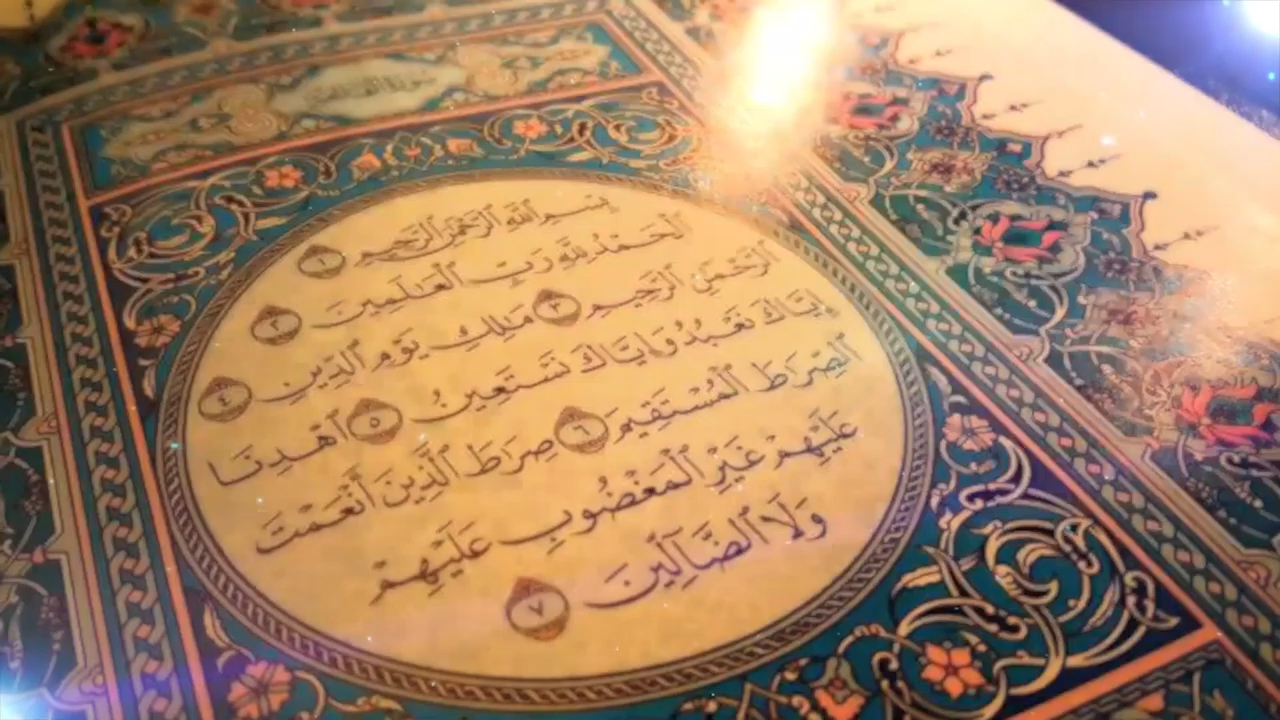 بِسْمِ ٱللَّهِ ٱلرَّحْمَٰنِ ٱلرَّحِيمِ ١
ٱلْحَمْدُ لِلَّهِ رَبِّ ٱلْعَٰلَمِينَ ٢
ٱلرَّحْمَٰنِ ٱلرَّحِيمِ ٣ مَٰلِكِ يَوْمِ ٱلدِّينِ ٤
إِيَّاكَ نَعْبُدُ وَإِيَّاكَ نَسْتَعِينُ ٥ ٱهْدِنَا
ٱلصِّرَٰطَ ٱلْمُسْتَقِيمَ ٦ صِرَٰطَ ٱلَّذِينَ أَنْعَمْتَ
عَلَيْهِمْ غَيْرِ ٱلْمَغْضُوبِ عَلَيْهِمْ
وَلَا ٱلضَّآلِّينَ ٧